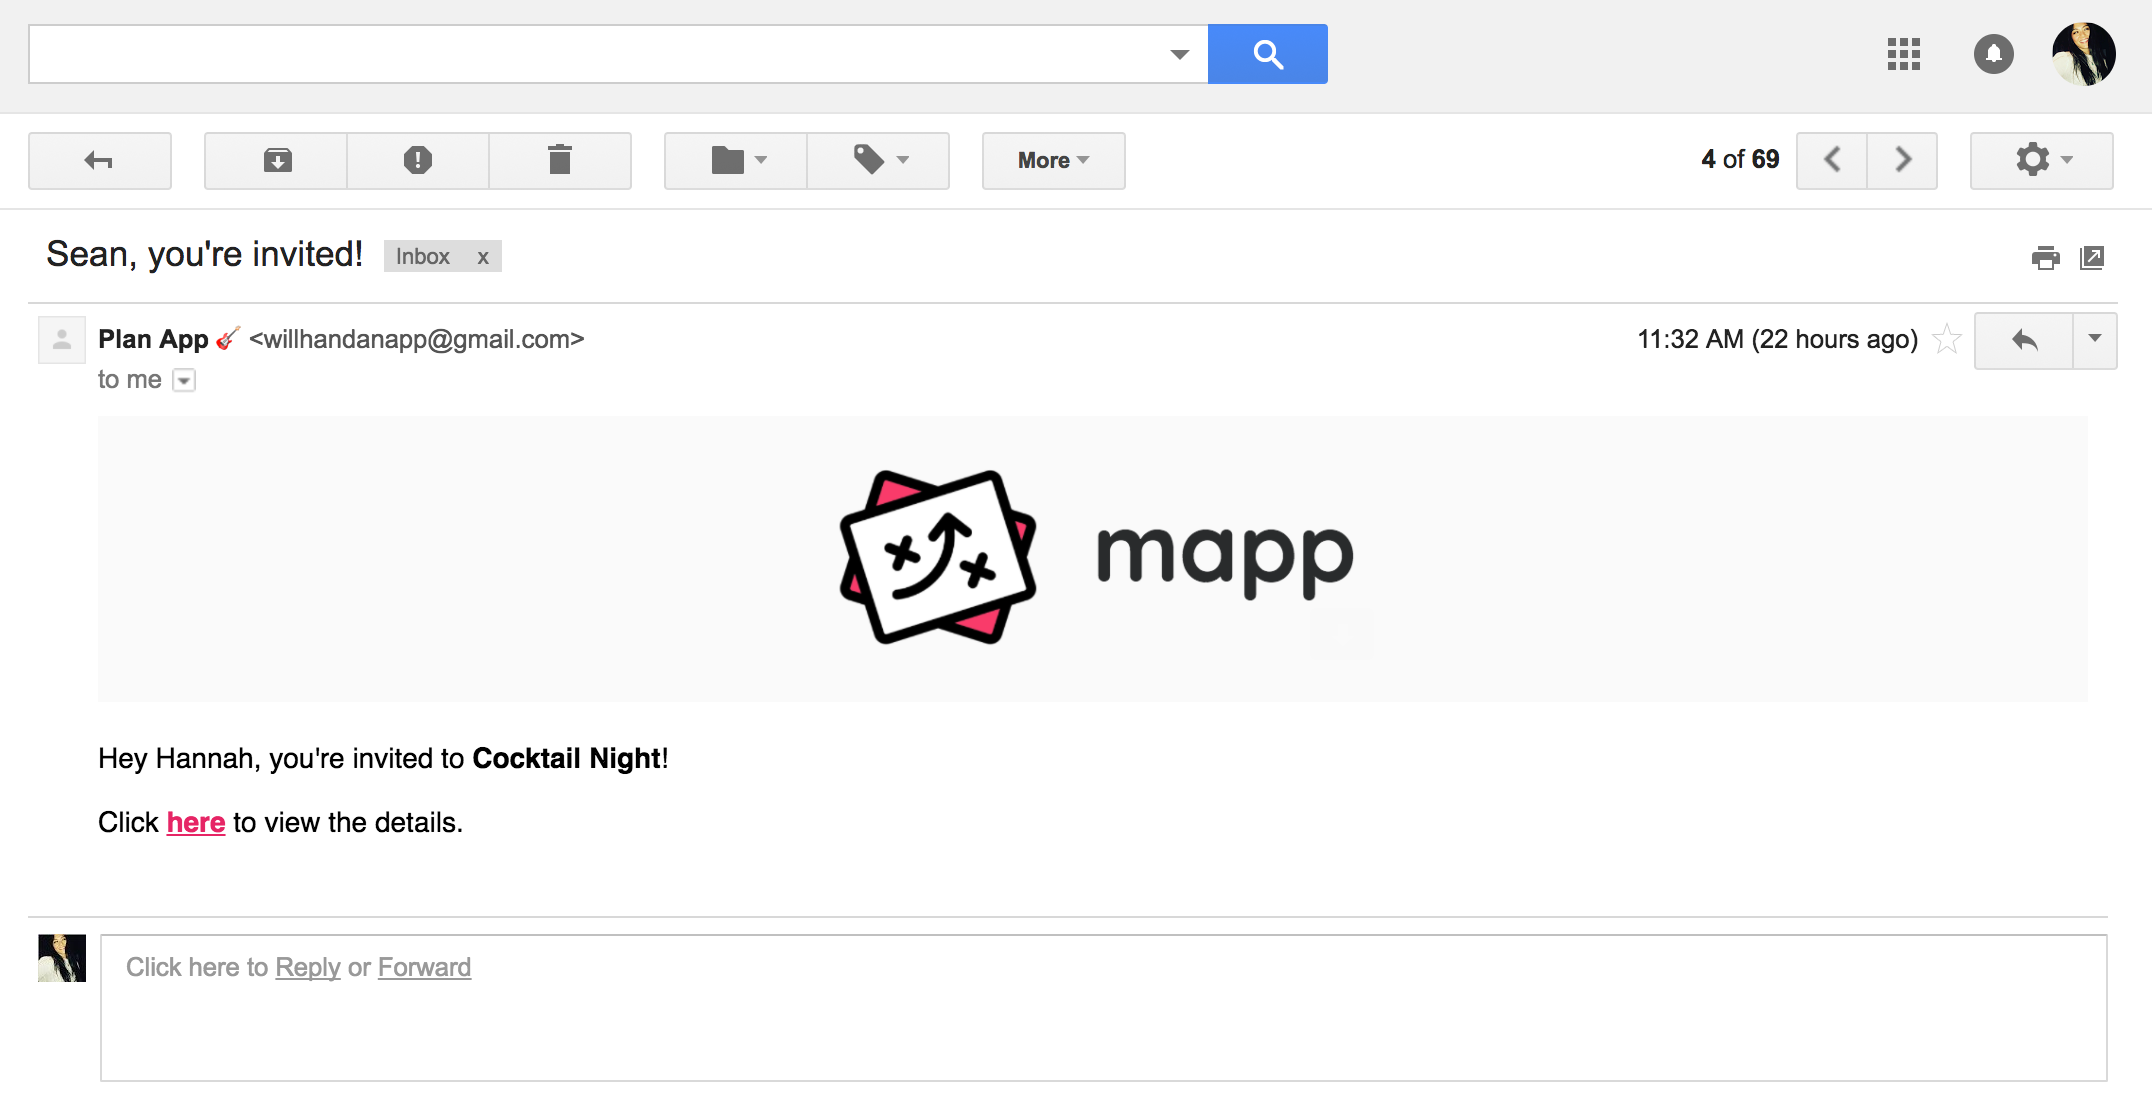 More
4 of 69
Sean, you're invited!
Inbox x
Plan App 🎸 <willhandanapp@gmail.com>
11:32 AM (22 hours ago)
to me
mapp
Hey Hannah, you're invited to Cocktail Night!
Click here to view the details.
Click here to Reply or Forward